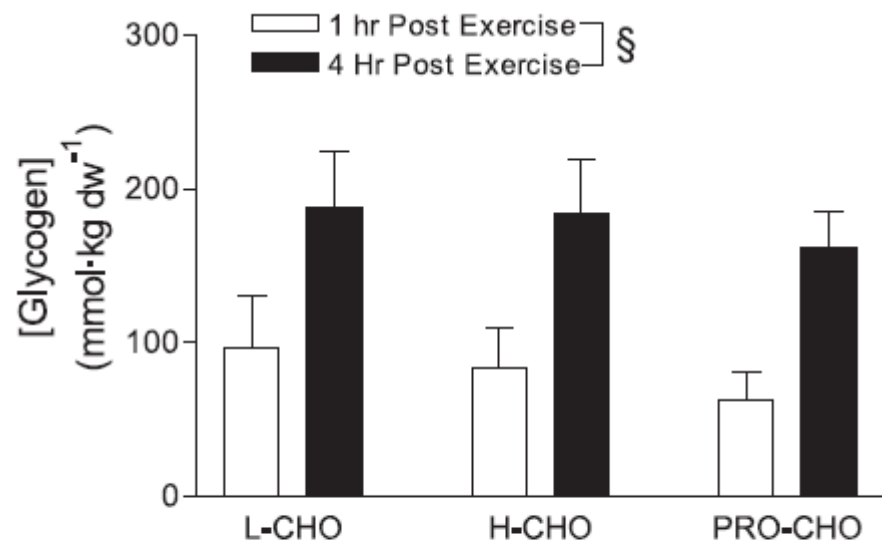 300
200
100
0
[Glycogen]
(mmol·kg dw⁻¹)
1 hr Post Exercise
4 Hr Post Exercise
§
L-CHO
H-CHO
PRO-CHO